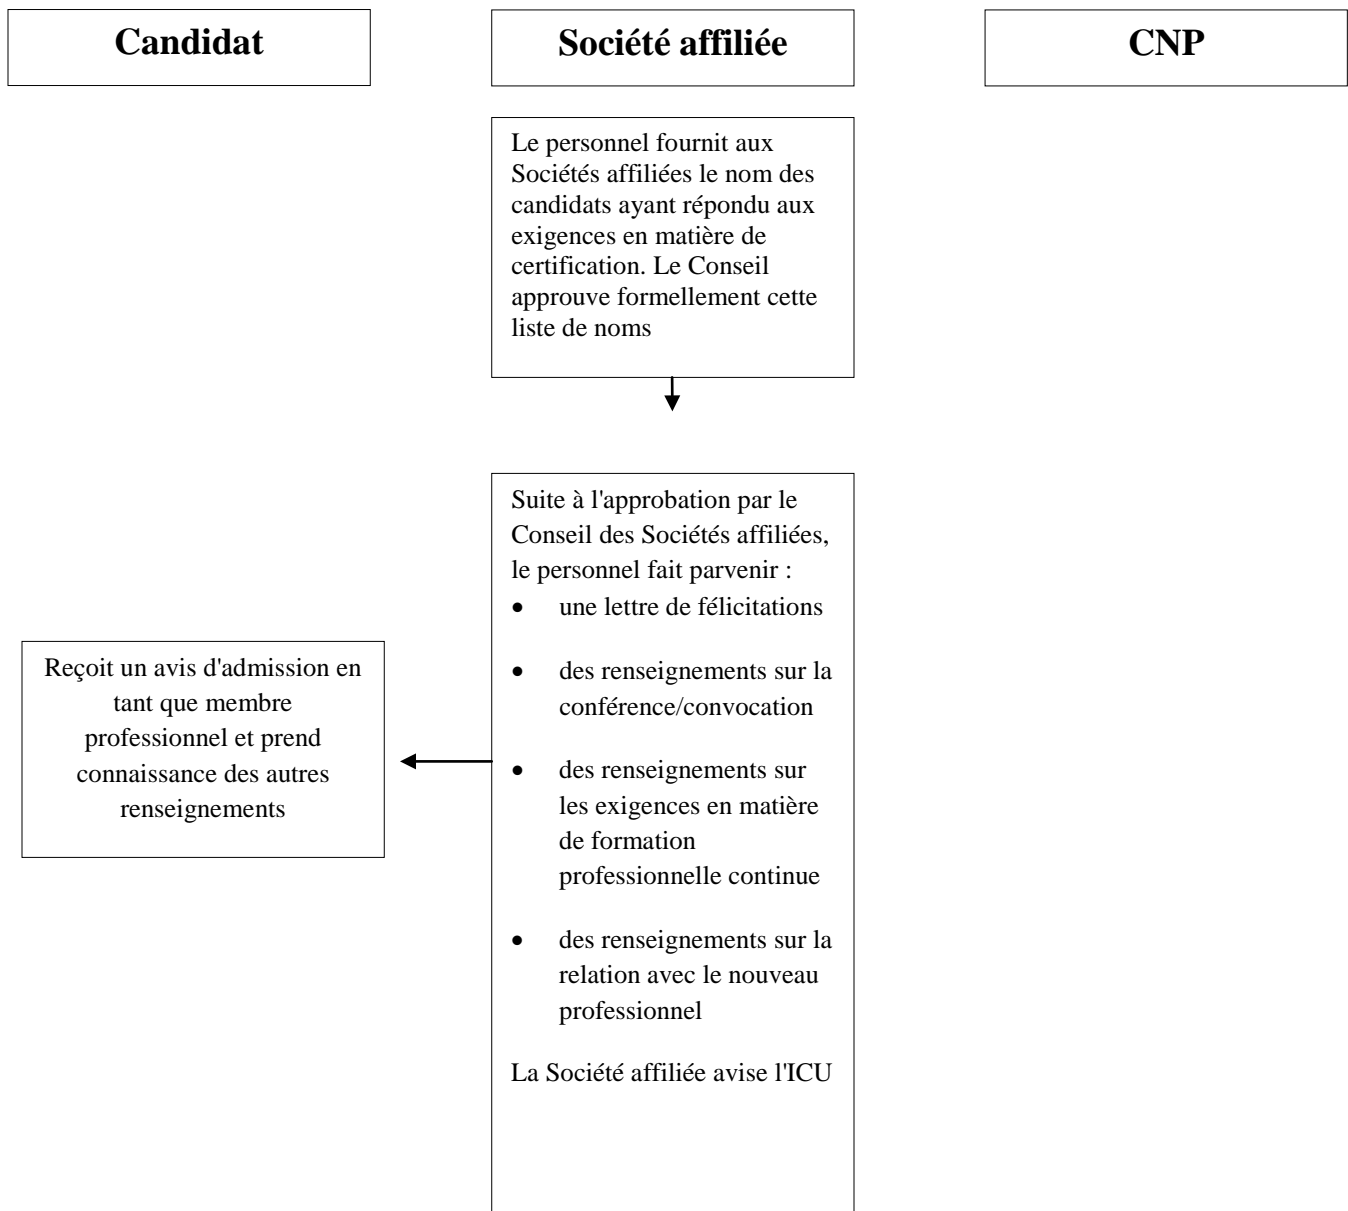 Candidat
Société affiliée
CNP
Le personnel fournit aux
Sociétés affiliées le nom des
candidats ayant répondu aux
exigences en matière de
certification. Le Conseil
approuve formellement cette
liste de noms
Suite à l'approbation par le
Conseil des Sociétés affiliées,
le personnel fait parvenir :
• une lettre de félicitations
• des renseignements sur la
conférence/convocation
• des renseignements sur
les exigences en matière
de formation
professionnelle continue
• des renseignements sur la
relation avec le nouveau
professionnel
La Société affiliée avise l'ICU
Reçoit un avis d'admission en
tant que membre
professionnel et prend
connaissance des autres
renseignements